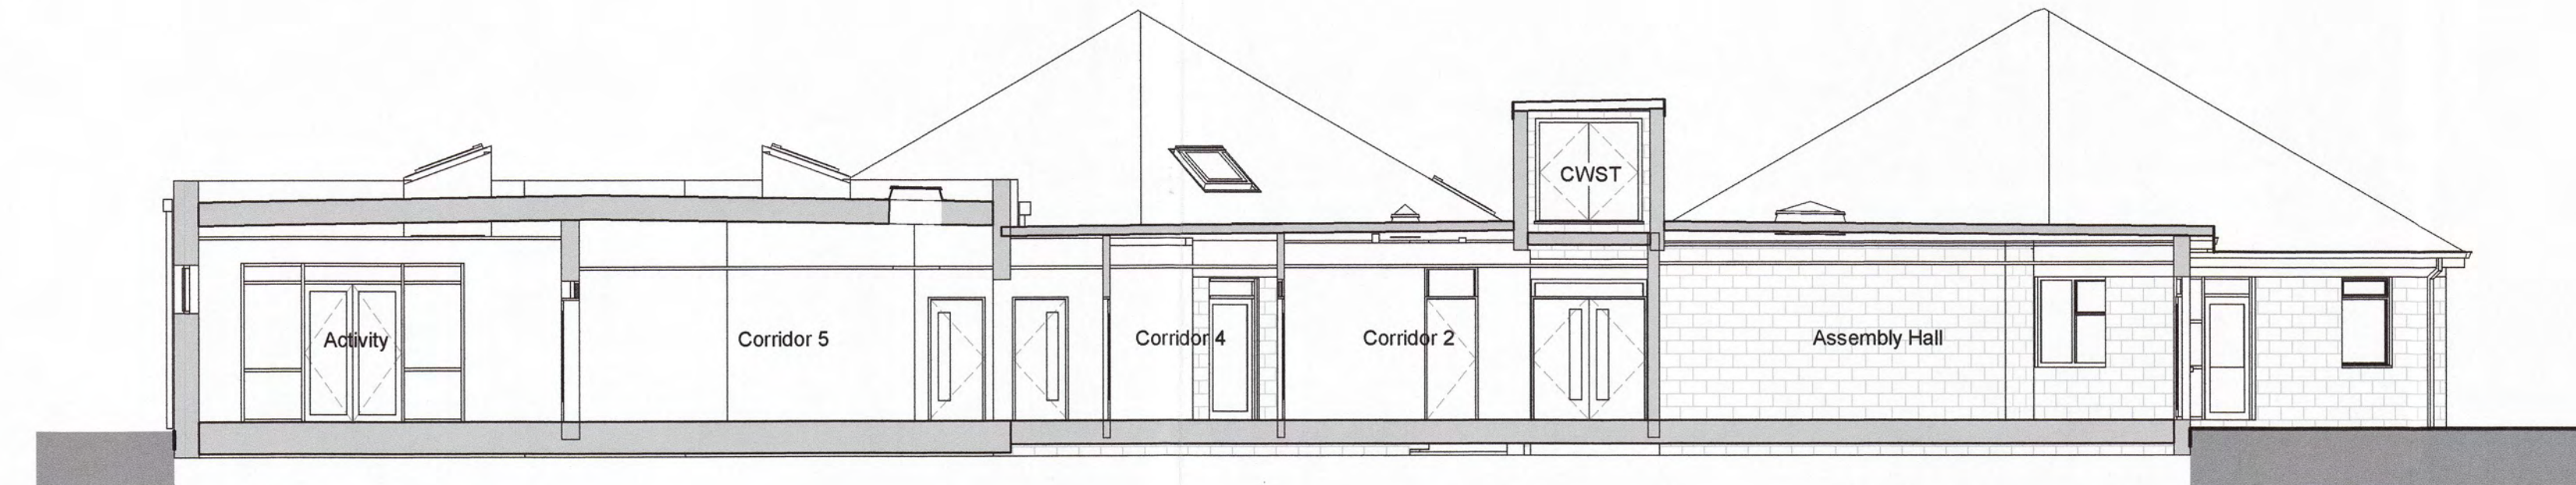 CWST
Activity
Corridor 5
Corridor 4
Corridor 2
Assembly Hall